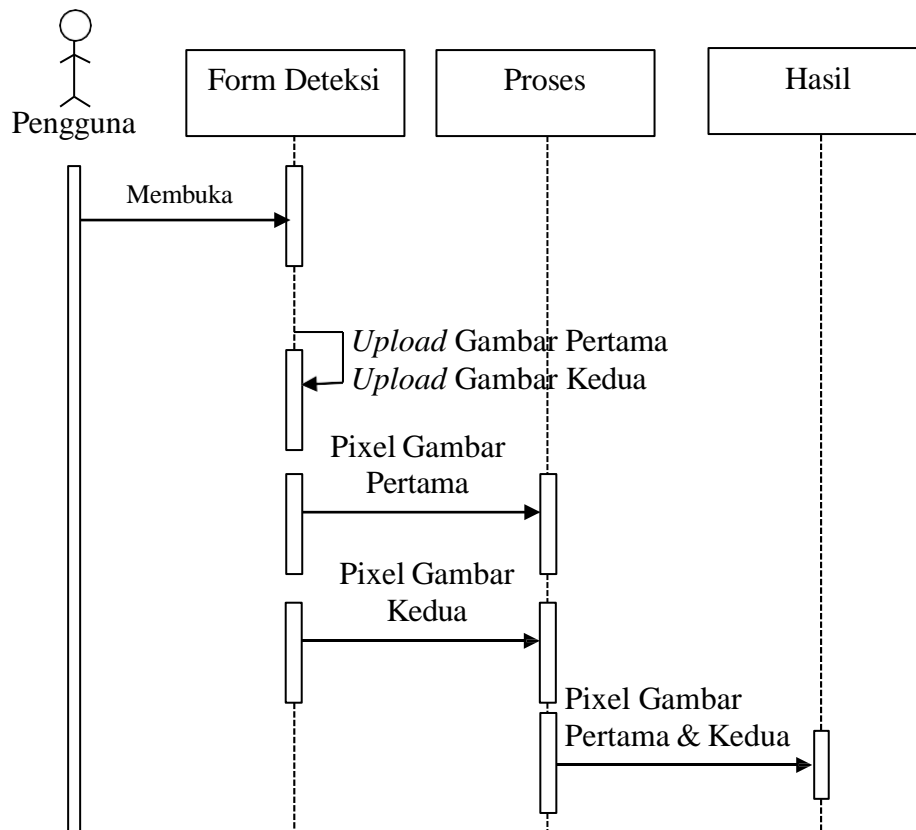 Form Deteksi
Proses
Hasil
Pengguna
Membuka
Upload Gambar Pertama
Upload Gambar Kedua
Pixel Gambar
Pertama
Pixel Gambar
Kedua
Pixel Gambar
Pertama & Kedua